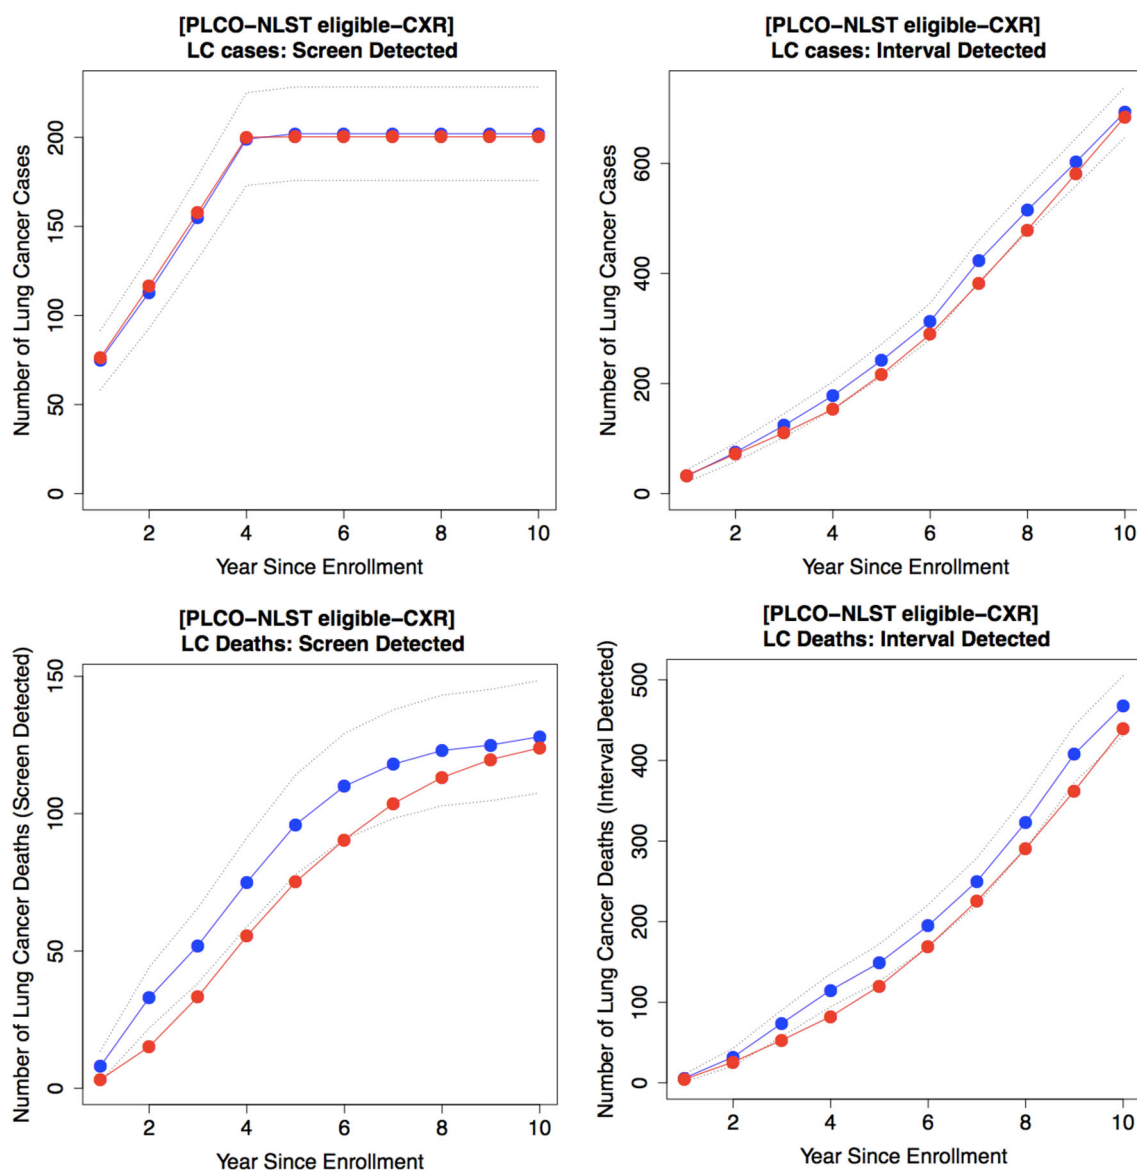 [PLCO−NLST eligible−CXR]
LC cases: Screen Detected
Number of Lung Cancer Cases
0
50
100
150
200
2
4
6
8
10
Year Since Enrollment
[PLCO−NLST eligible−CXR]
LC cases: Interval Detected
Number of Lung Cancer Cases
0
200
400
600
2
4
6
8
10
Year Since Enrollment
[PLCO−NLST eligible−CXR]
LC Deaths: Screen Detected
Number of Lung Cancer Deaths (Screen Detected)
0
50
100
150
2
4
6
8
10
Year Since Enrollment
[PLCO−NLST eligible−CXR]
LC Deaths: Interval Detected
Number of Lung Cancer Deaths (Interval Detected)
0
100
200
300
400
500
2
4
6
8
10
Year Since Enrollment